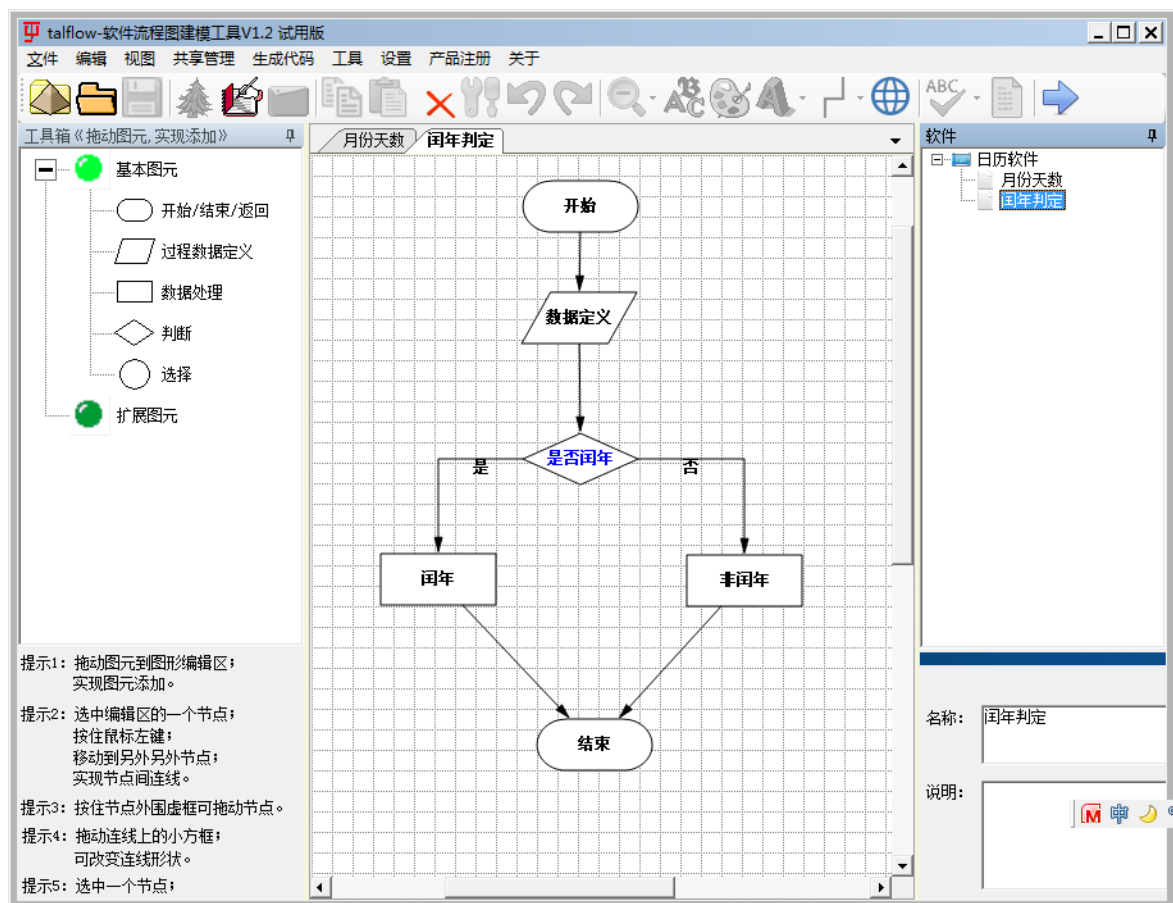 talflow-软件流程图建模工具V1.2 试用版
文件 编辑 视图 共享管理 生成代码 工具 设置 产品注册 关于
ABC
工具箱《拖动图元,实现添加》
基本图元
开始/结束/返回
过程数据定义
数据处理
判断
选择
扩展图元
提示1: 拖动图元到图形编辑区;
实现图元添加。
提示2: 选中编辑区的一个节点;
按住鼠标左键;
移动到另外另外节点;
实现节点间连线。
提示3: 按住节点外围虚框可拖动节点。
提示4: 拖动连线上的小方框;
可改变连线形状。
提示5: 选中一个节点;
月份天数 闰年判定
开始
数据定义
是否闰年
是 否
闰年 非闰年
结束
软件
日历软件
月份天数
闰年判定
名称: 闰年判定
说明:
M 中